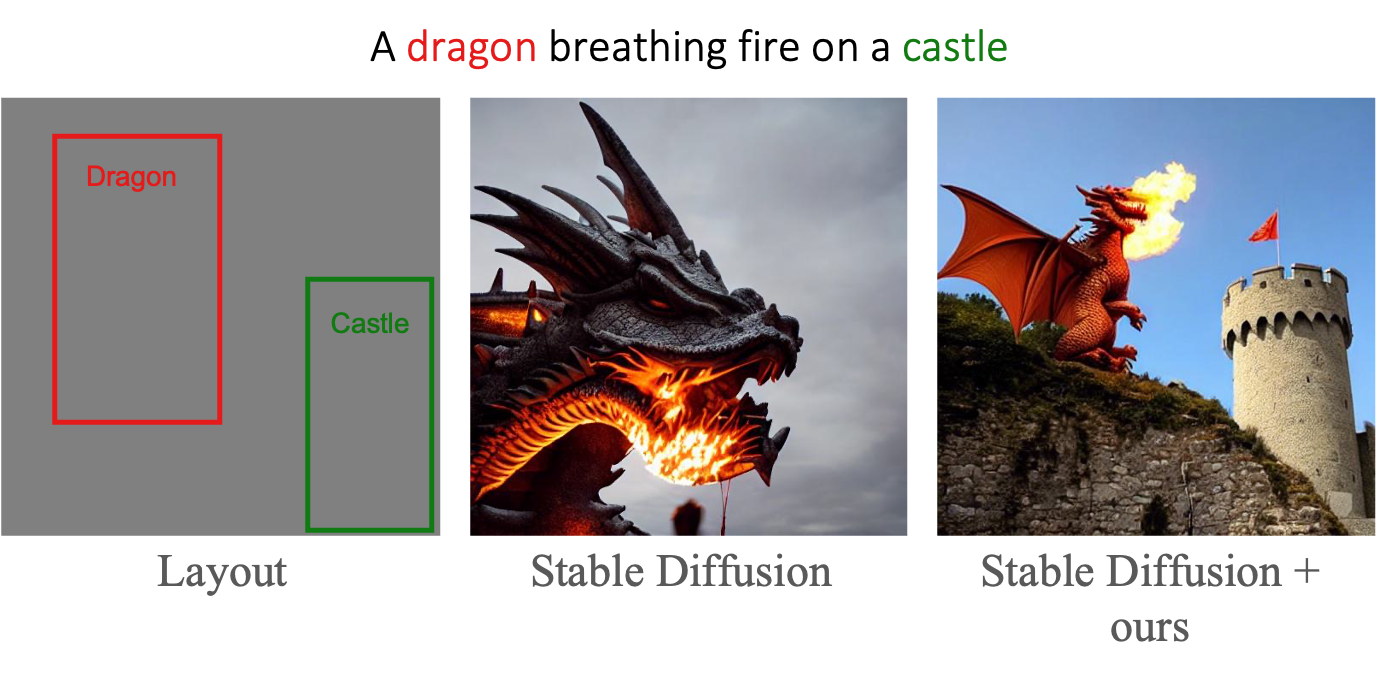 A dragon breathing fire on a castle
Dragon
Castle
Layout
Stable Diffusion
Stable Diffusion +
ours